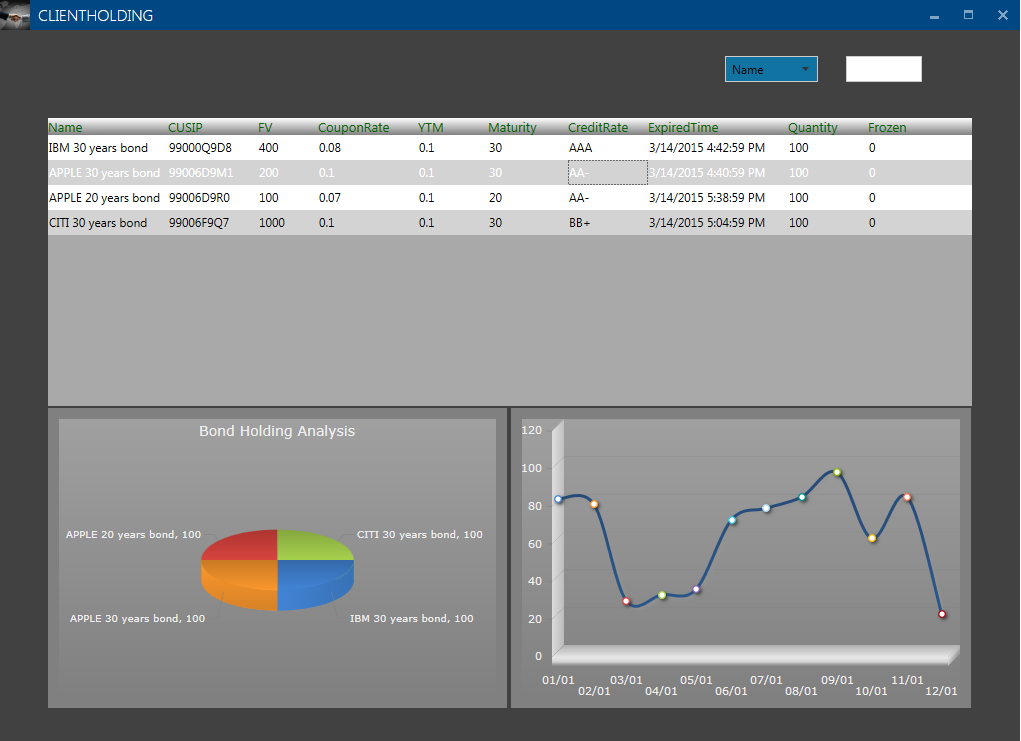 CLIENTHOLDING
Name
Name CUSIP FV CouponRate YTM Maturity CreditRate ExpiredTime Quantity Frozen
IBM 30 years bond 99000Q9D8 400 0.08 0.1 30 AAA 3/14/2015 4:42:59 PM 100 0
APPLE 30 years bond 99006D9M1 200 0.1 0.1 30 AA- 3/14/2015 4:40:59 PM 100 0
APPLE 20 years bond 99006D9R0 100 0.07 0.1 20 AA- 3/14/2015 5:38:59 PM 100 0
CITI 30 years bond 99006F9Q7 1000 0.1 0.1 30 BB+ 3/14/2015 5:04:59 PM 100 0
Bond Holding Analysis
APPLE 20 years bond, 100
CITI 30 years bond, 100
APPLE 30 years bond, 100
IBM 30 years bond, 100
120
100
80
60
40
20
0
01/01 03/01 05/01 07/01 09/01 11/01
02/01 04/01 06/01 08/01 10/01 12/01